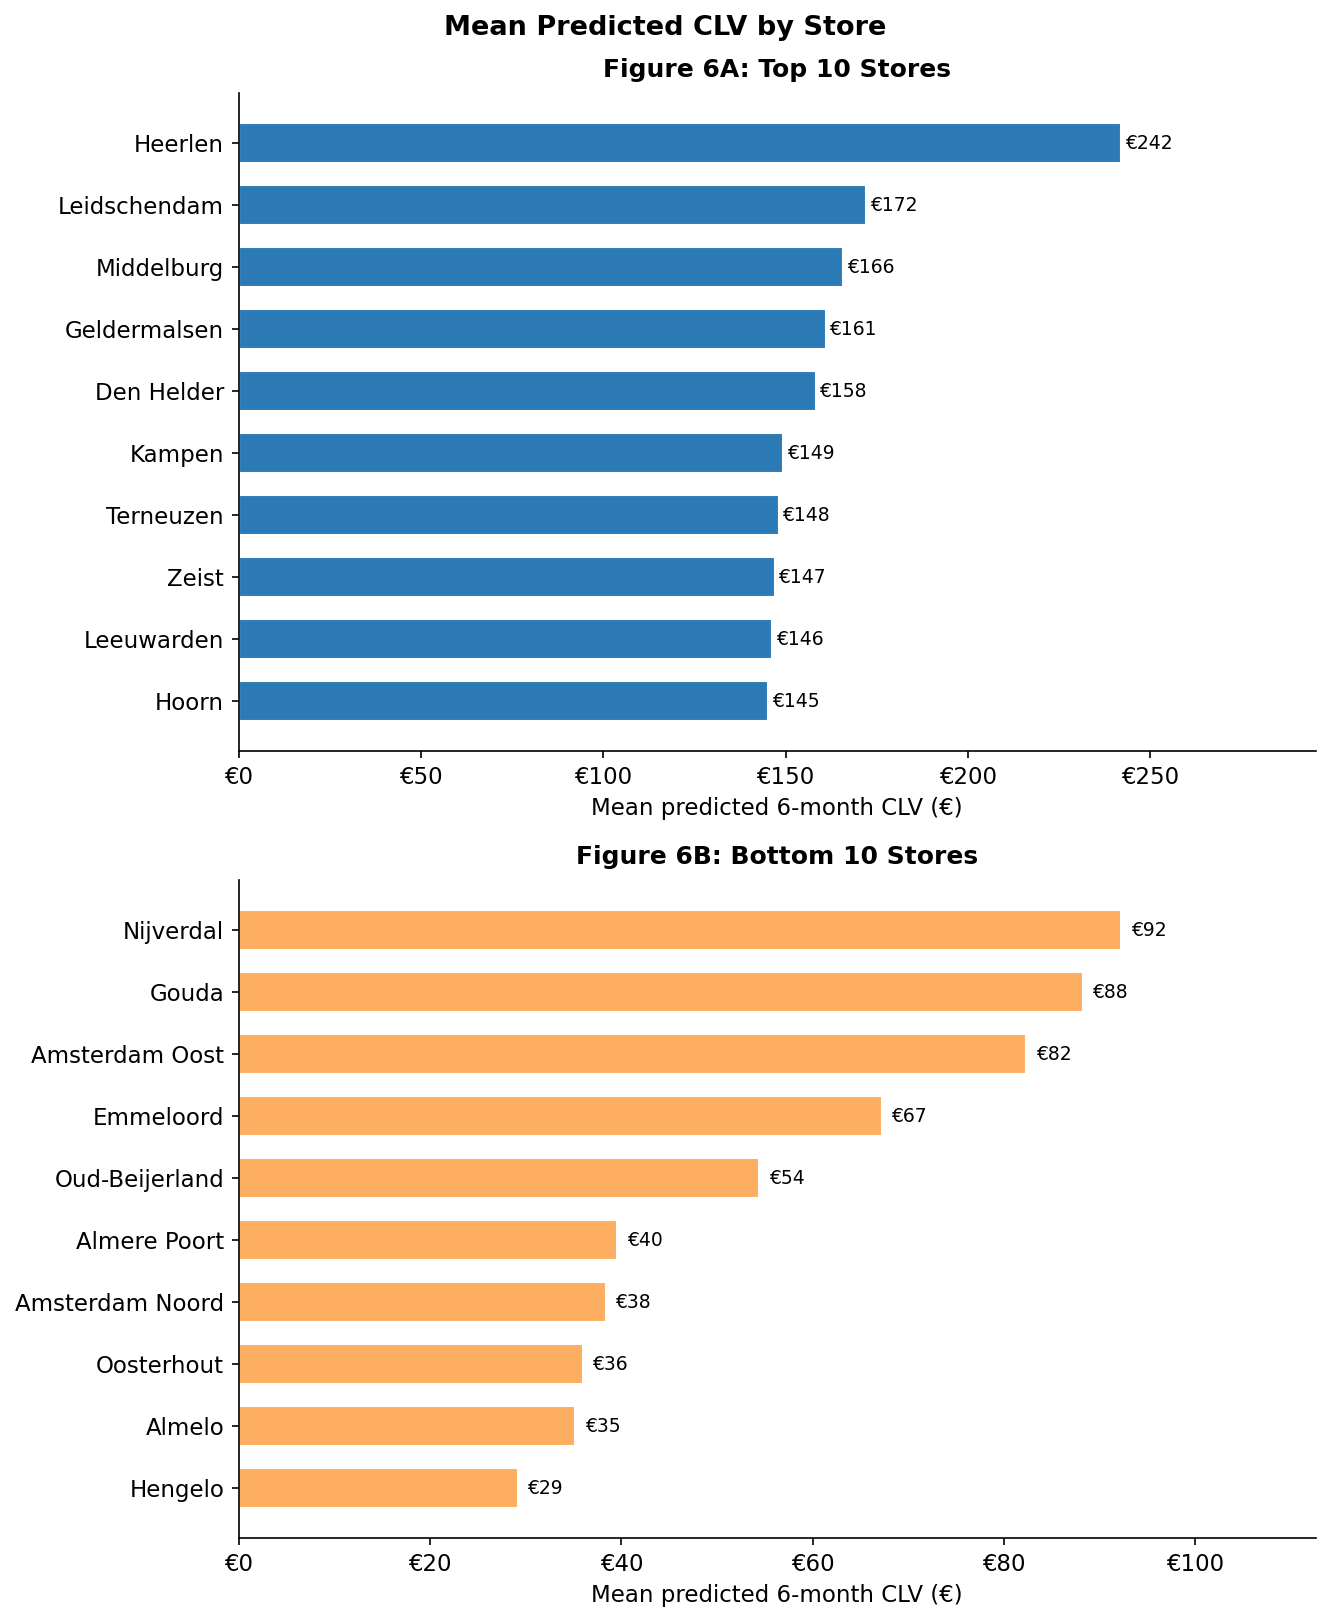 Mean Predicted CLV by Store
Figure 6A: Top 10 Stores
Heerlen €242
Leidschendam €172
Middelburg €166
Geldermalsen €161
Den Helder €158
Kampen €149
Terneuzen €148
Zeist €147
Leeuwarden €146
Hoorn €145
€0 €50 €100 €150 €200 €250
Mean predicted 6-month CLV (€)
Figure 6B: Bottom 10 Stores
Nijverdal €92
Gouda €88
Amsterdam Oost €82
Emmeloord €67
Oud-Beijerland €54
Almere Poort €40
Amsterdam Noord €38
Oosterhout €36
Almelo €35
Hengelo €29
€0 €20 €40 €60 €80 €100
Mean predicted 6-month CLV (€)